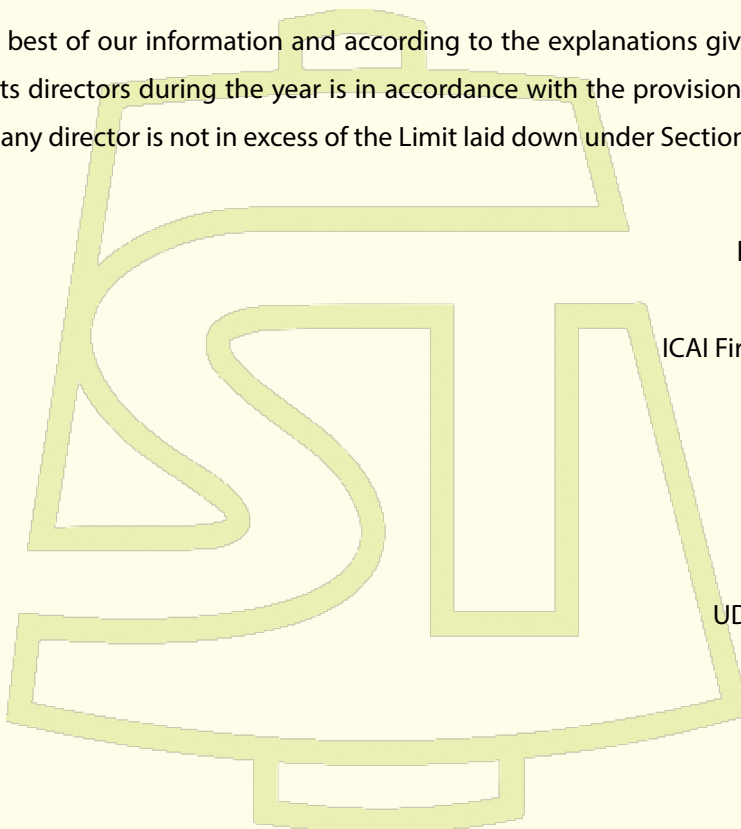 best of our information and according to the explanations giv
ts directors during the year is in accordance with the provision
any director is not in excess of the Limit laid down under Section
ICAI Fir
UD
ST